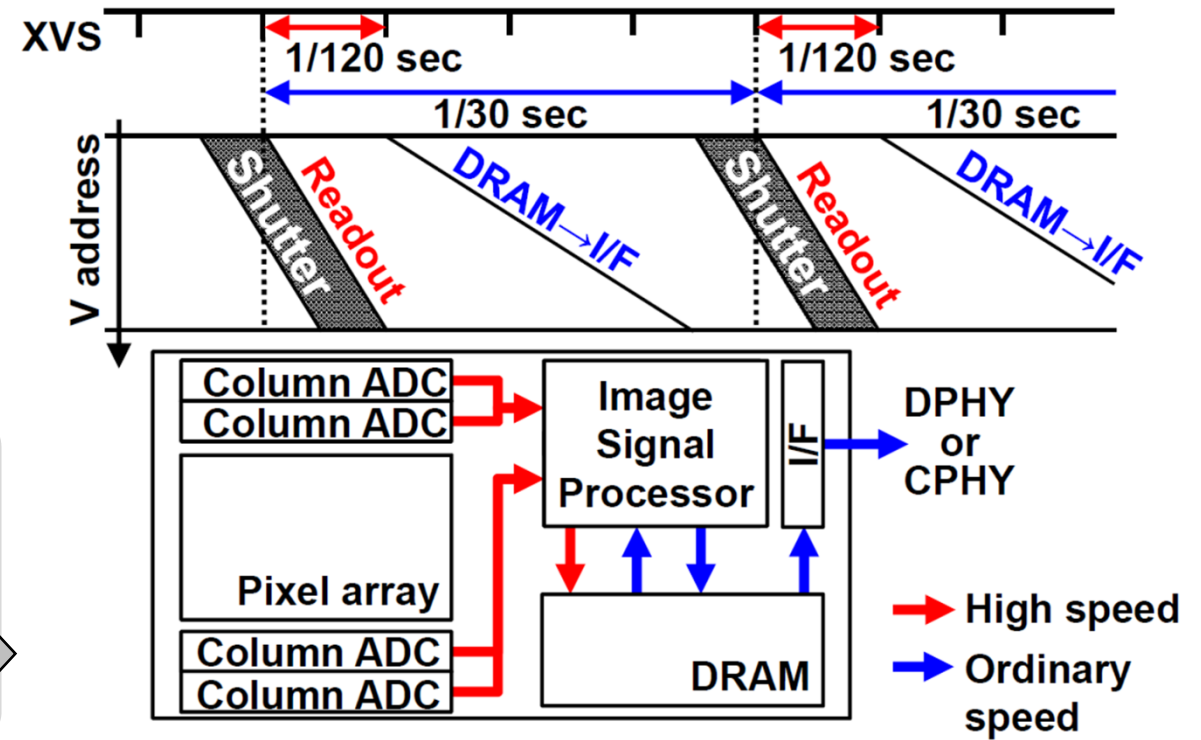 XVS
1/120 sec
1/120 sec
1/30 sec
1/30 sec
V address
Shutter
Readout
DRAM→I/F
Shutter
Readout
DRAM→I/F
Column ADC
Column ADC
Pixel array
Column ADC
Column ADC
Image
Signal
Processor
I/F
DRAM
DPHY
or
CPHY
High speed
Ordinary
speed